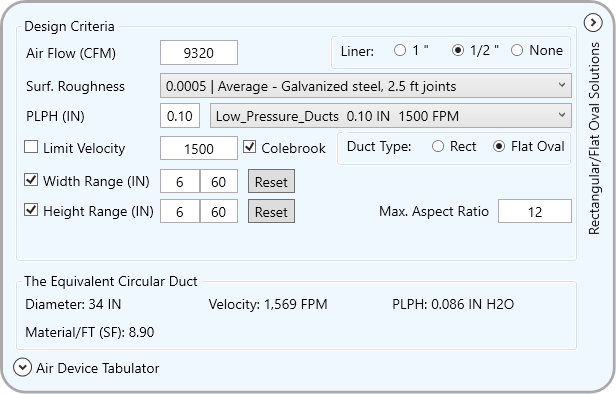 Design Criteria
Air Flow (CFM) 9320 Liner: 1 " 1/2 " None
Surf. Roughness 0.0005 | Average - Galvanized steel, 2.5 ft joints
PLPH (IN) 0.10 Low_Pressure_Ducts 0.10 IN 1500 FPM
Limit Velocity 1500 Colebrook Duct Type: Rect Flat Oval
Width Range (IN) 6 60 Reset
Height Range (IN) 6 60 Reset Max. Aspect Ratio 12
The Equivalent Circular Duct
Diameter: 34 IN Velocity: 1,569 FPM PLPH: 0.086 IN H2O
Material/FT (SF): 8.90
Air Device Tabulator
Rectangular/Flat Oval Solutions